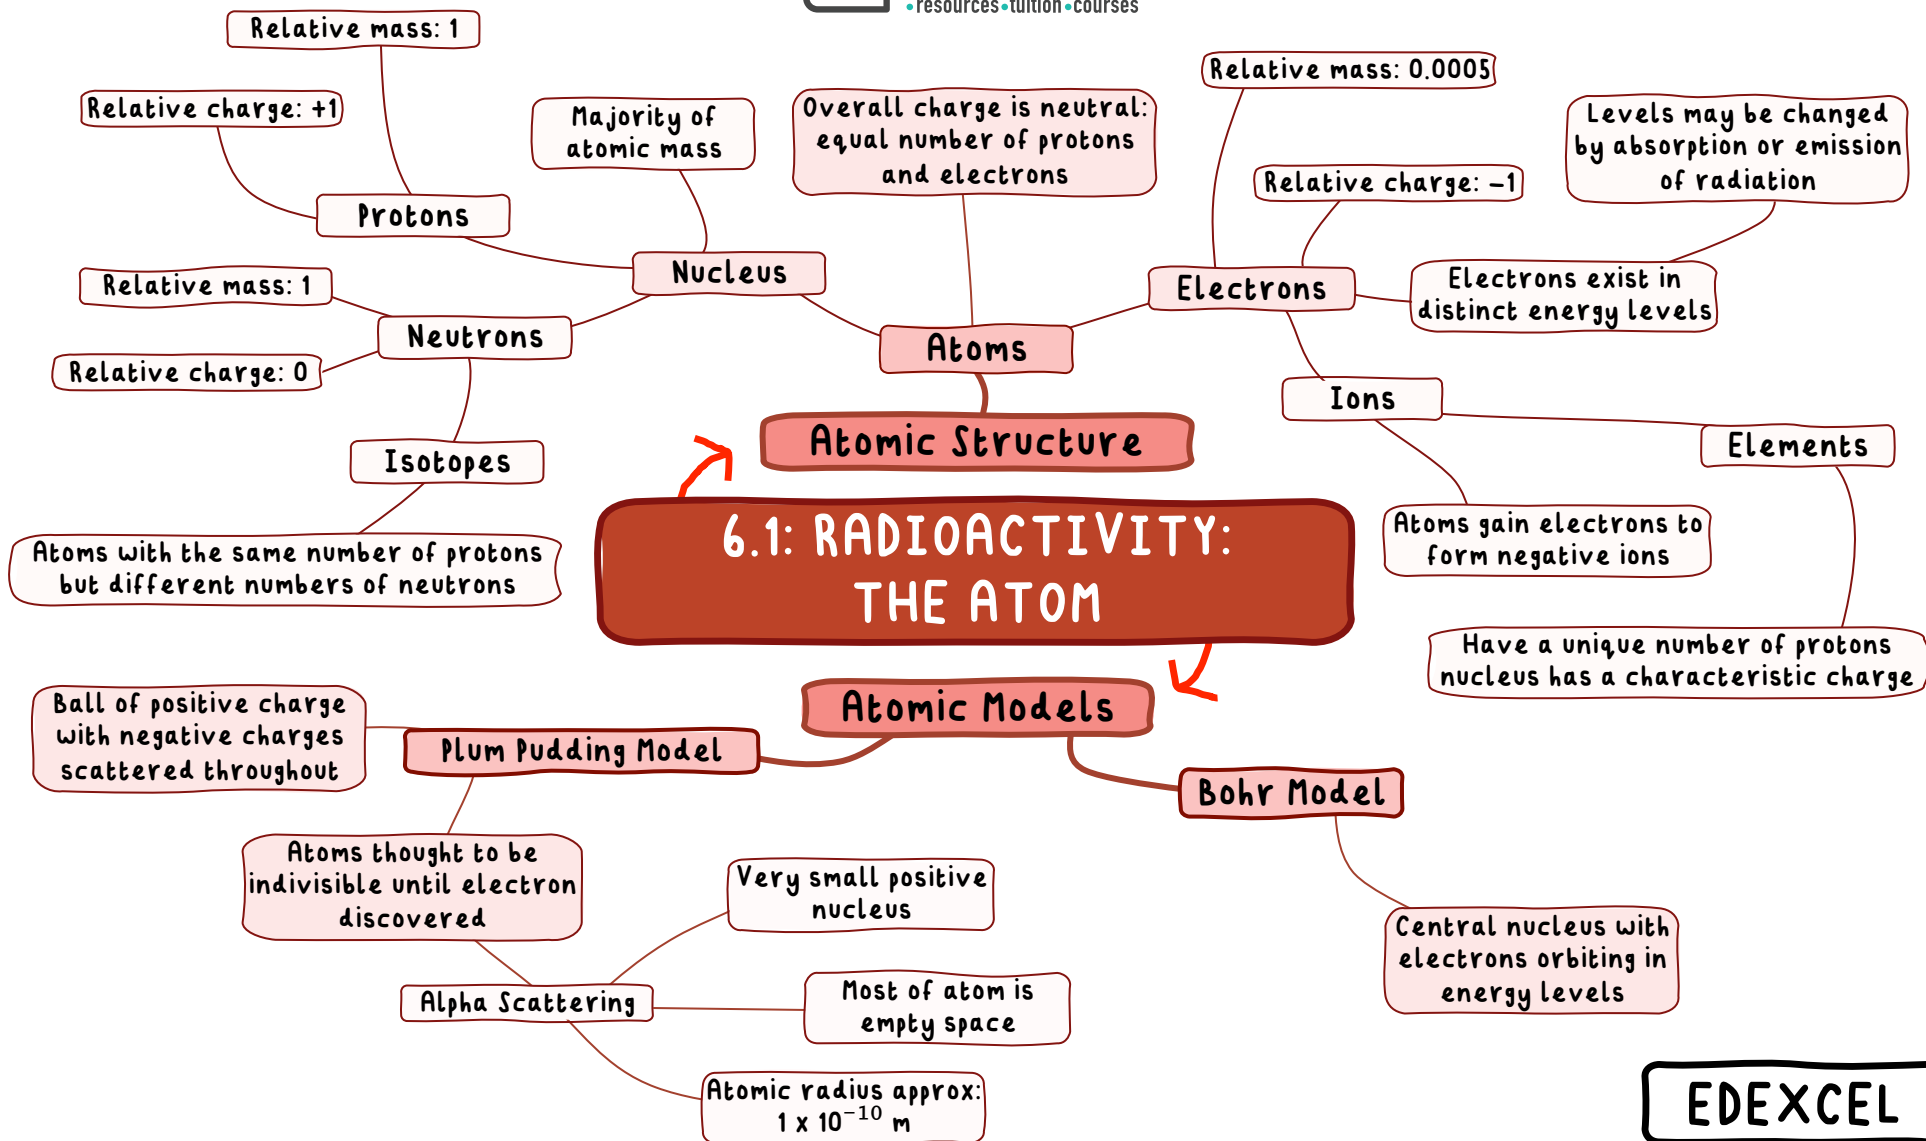 •resources•tuition•courses
Relative mass: 1
Relative charge: +1
Protons
Majority of
atomic mass
Nucleus
Relative mass: 1
Neutrons
Relative charge: 0
Isotopes
Atoms with the same number of protons
but different numbers of neutrons
Overall charge is neutral:
equal number of protons
and electrons
Atoms
Atomic Structure
Relative mass: 0.0005
Relative charge: −1
Electrons
Levels may be changed
by absorption or emission
of radiation
Electrons exist in
distinct energy levels
Ions
Elements
Atoms gain electrons to
form negative ions
Have a unique number of protons
nucleus has a characteristic charge
6.1: RADIOACTIVITY:
THE ATOM
Atomic Models
Ball of positive charge
with negative charges
scattered throughout
Plum Pudding Model
Atoms thought to be
indivisible until electron
discovered
Alpha Scattering
Very small positive
nucleus
Most of atom is
empty space
Atomic radius approx:
1 x 10⁻¹⁰ m
Bohr Model
Central nucleus with
electrons orbiting in
energy levels
EDEXCEL